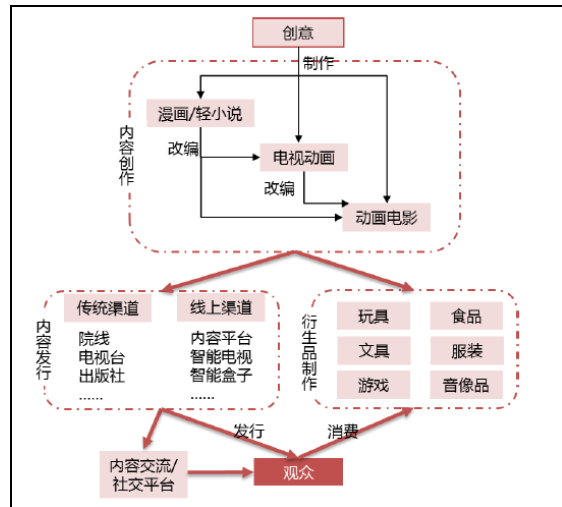 创意
制作
内容创作
漫画/轻小说
改编
电视动画
改编
动画电影
内容发行
传统渠道
院线
电视台
出版社
......
线上渠道
内容平台
智能电视
智能盒子
......
衍生品制作
玩具
食品
文具
服装
游戏
音像品
发行
消费
内容交流/
社交平台
观众